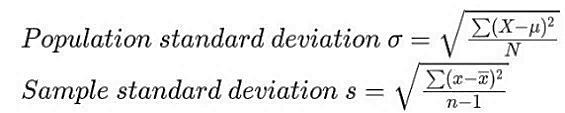 Population standard deviation σ = √(∑(X−μ)²/N)
Sample standard deviation s = √(∑(x−x̅)²/n−1)